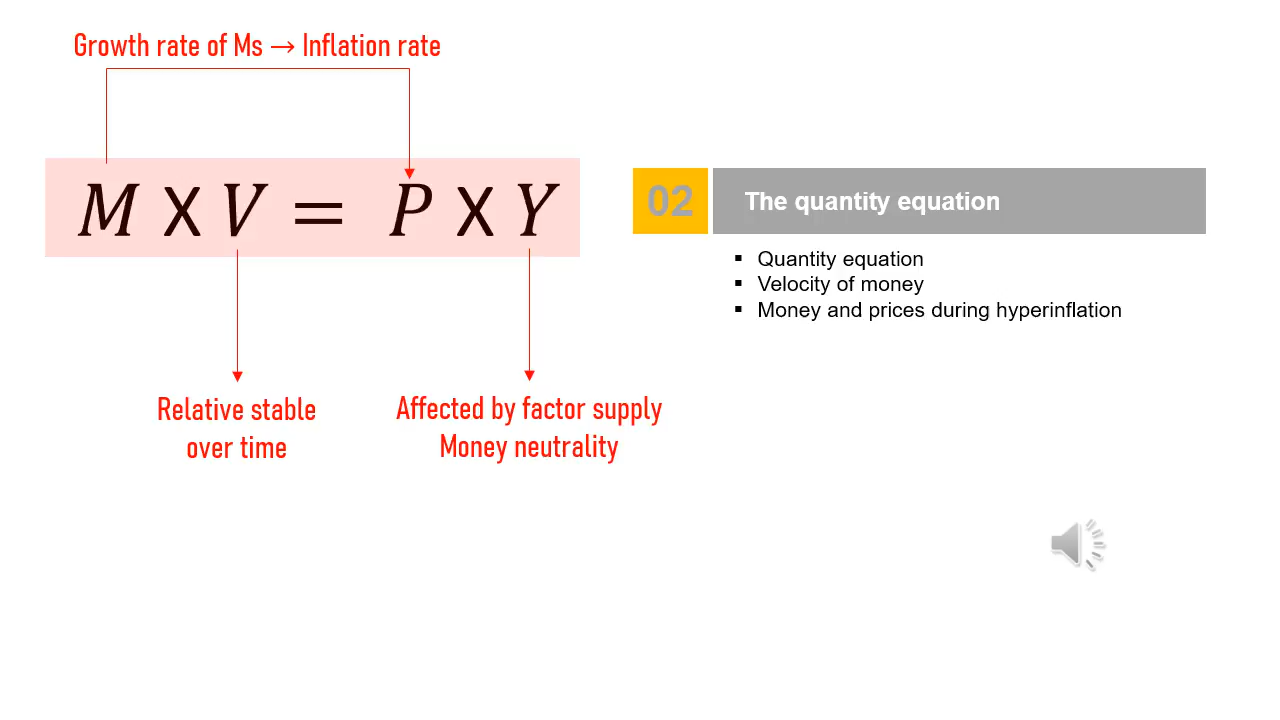 Growth rate of Ms → Inflation rate
M X V = P X Y
Relative stable
over time
Affected by factor supply
Money neutrality
02
The quantity equation
▪ Quantity equation
▪ Velocity of money
▪ Money and prices during hyperinflation